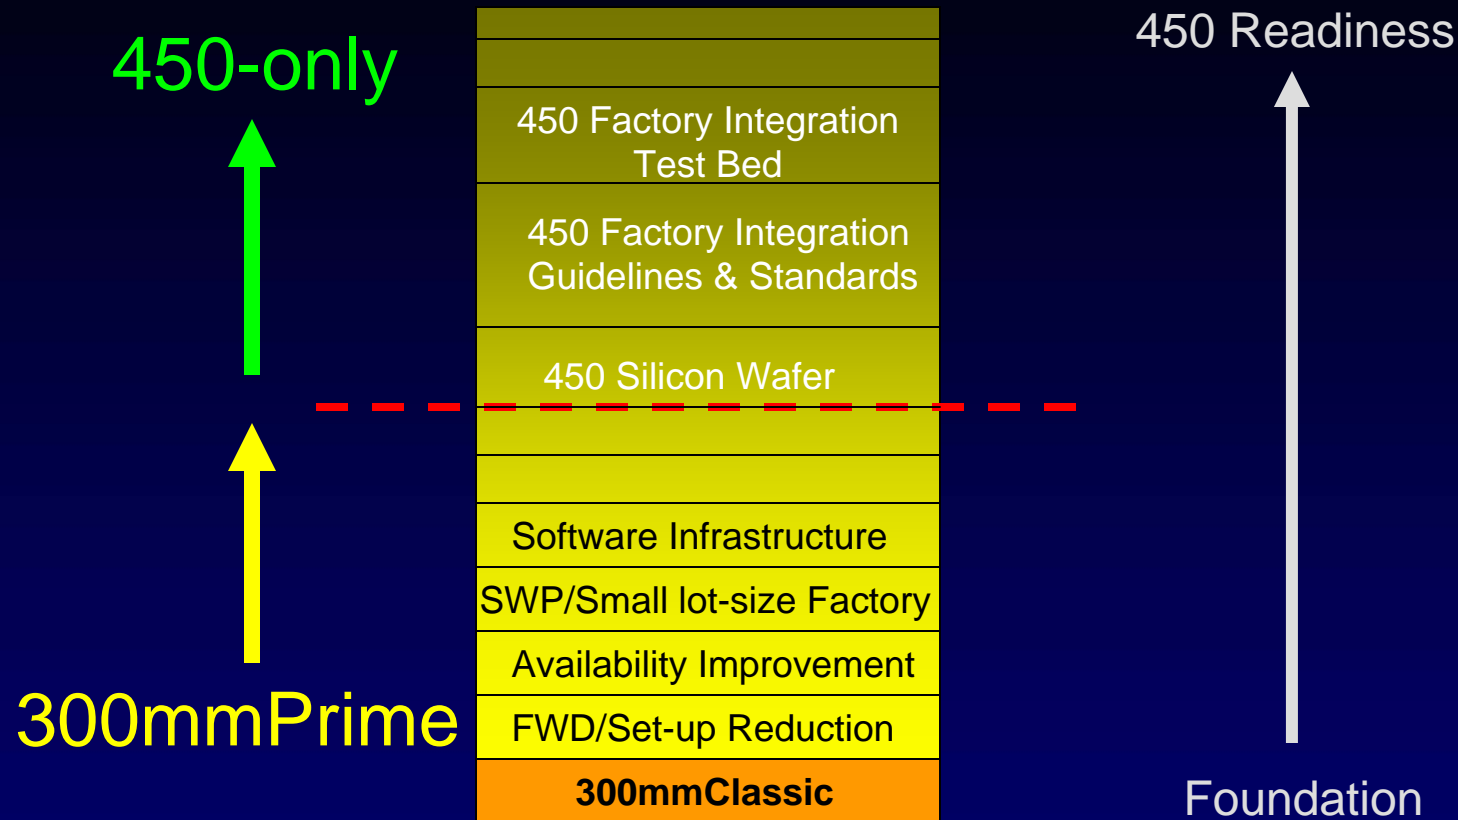 450-only
450 Readiness
450 Factory Integration
Test Bed
450 Factory Integration
Guidelines & Standards
450 Silicon Wafer
Software Infrastructure
SWP/Small lot-size Factory
Availability Improvement
300mmPrime
FWD/Set-up Reduction
300mmClassic
Foundation